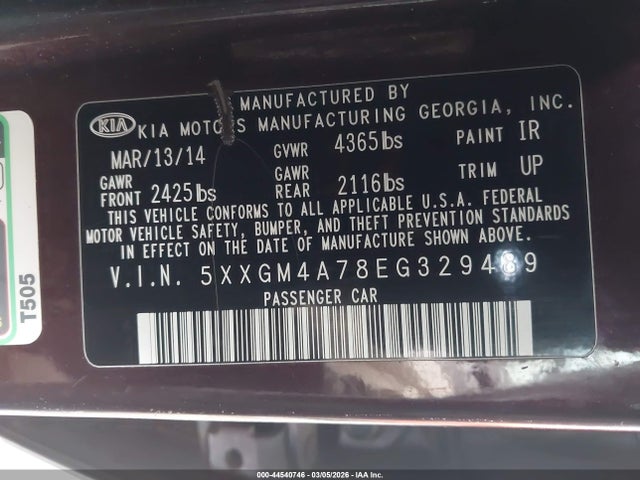 MANUFACTURED BY
KIA KIA MOTORS MANUFACTURING GEORGIA, INC.
MAR/13/14 GVWR 4365lbs PAINT IR
GAWR FRONT 2425lbs GAWR REAR 2116lbs TRIM UP
THIS VEHICLE CONFORMS TO ALL APPLICABLE U.S.A. FEDERAL
MOTOR VEHICLE SAFETY, BUMPER, AND THEFT PREVENTION STANDARDS
IN EFFECT ON THE DATE OF MANUFACTURE SHOWN ABOVE.
V.I.N. 5XXGM4A78EG329489
PASSENGER CAR
T505
000-44540746 - 03/05/2026 - IAA Inc.